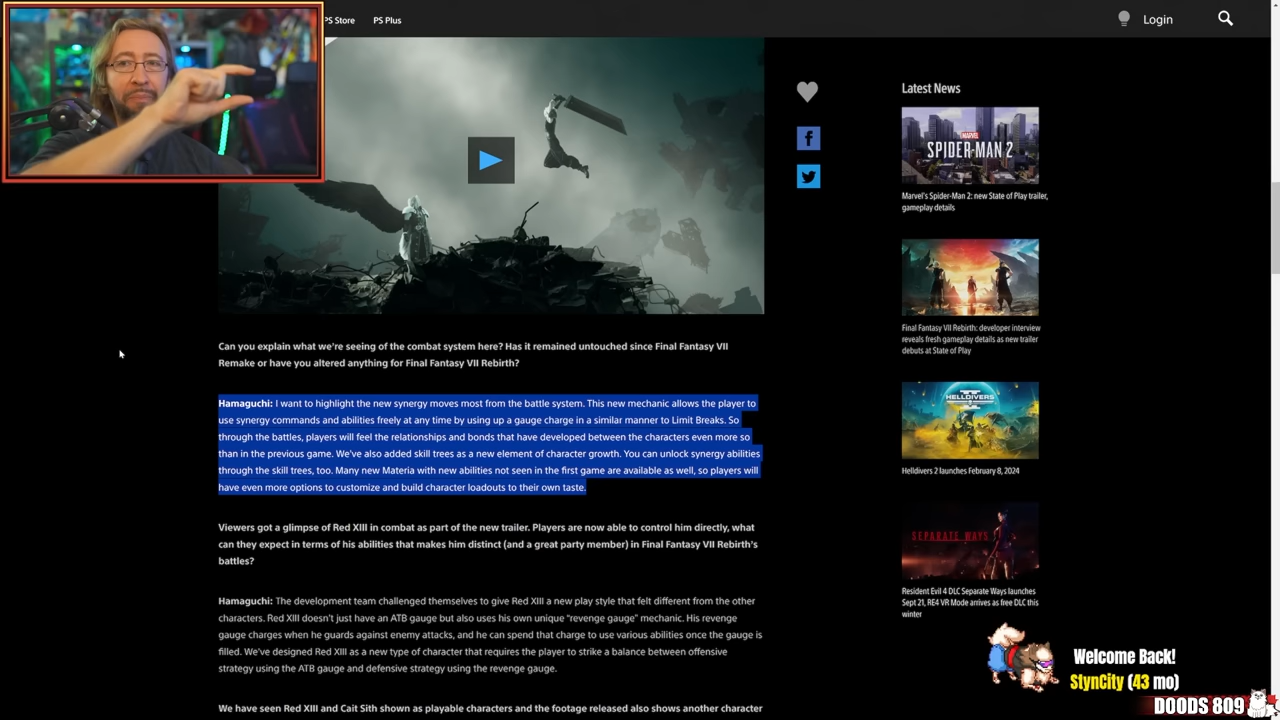 PS Store
PS Plus
Login
Can you explain what we're seeing of the combat system here? Has it remained untouched since Final Fantasy VII
Remake or have you altered anything for Final Fantasy VII Rebirth?
Hamaguchi: I want to highlight the new synergy moves most from the battle system. This new mechanic allows the player to
use synergy commands and abilities freely at any time by using up a gauge charge in a similar manner to Limit Breaks. So
through the battles, players will feel the relationships and bonds that have developed between the characters even more so
than in the previous game. We've also added skill trees as a new element of character growth. You can unlock synergy abilities
through the skill trees, too. Many new Materia with new abilities not seen in the first game are available as well, so players will
have even more options to customize and build character loadouts to their own taste.
Viewers got a glimpse of Red XIII in combat as part of the new trailer. Players are now able to control him directly, what
can they expect in terms of his abilities that makes him distinct (and a great party member) in Final Fantasy VII Rebirth's
battles?
Hamaguchi: The development team challenged themselves to give Red XIII a new play style that felt different from the other
characters. Red XIII doesn't just have an ATB gauge but also uses his own unique "revenge gauge" mechanic. His revenge
gauge charges when he guards against enemy attacks, and he can spend that charge to use various abilities once the gauge is
filled. We've designed Red XIII as a new type of character that requires the player to strike a balance between offensive
strategy using the ATB gauge and defensive strategy using the revenge gauge.
We have seen Red XIII and Cait Sith shown as playable characters and the footage released also shows another character
Latest News
MARVEL
SPIDER-MAN 2
Marvel's Spider-Man 2: new State of Play trailer,
gameplay details
Final Fantasy VII Rebirth: developer interview
reveals fresh gameplay details as new trailer
debuts at State of Play
HELLDIVERS
II
Helldivers 2 launches February 8, 2024
SEPARATE WAYS
Resident Evil 4 DLC Separate Ways launches
Sept 21, RE4 VR Mode arrives as free DLC this
winter
Welcome Back!
StynCity (43 mo)
DOODS 809